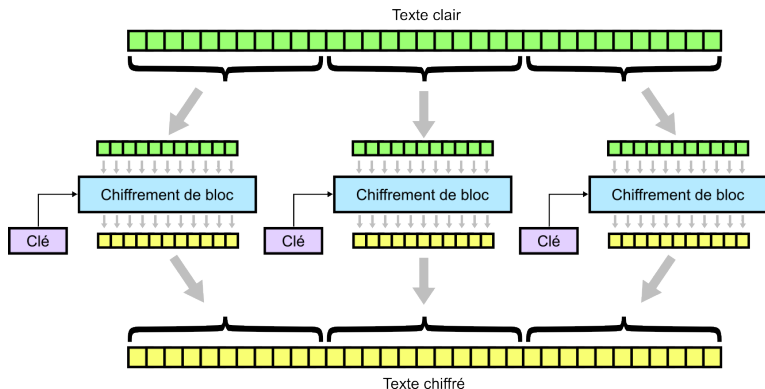 Texte clair
Chiffrement de bloc
Chiffrement de bloc
Chiffrement de bloc
Clé
Clé
Clé
Texte chiffré